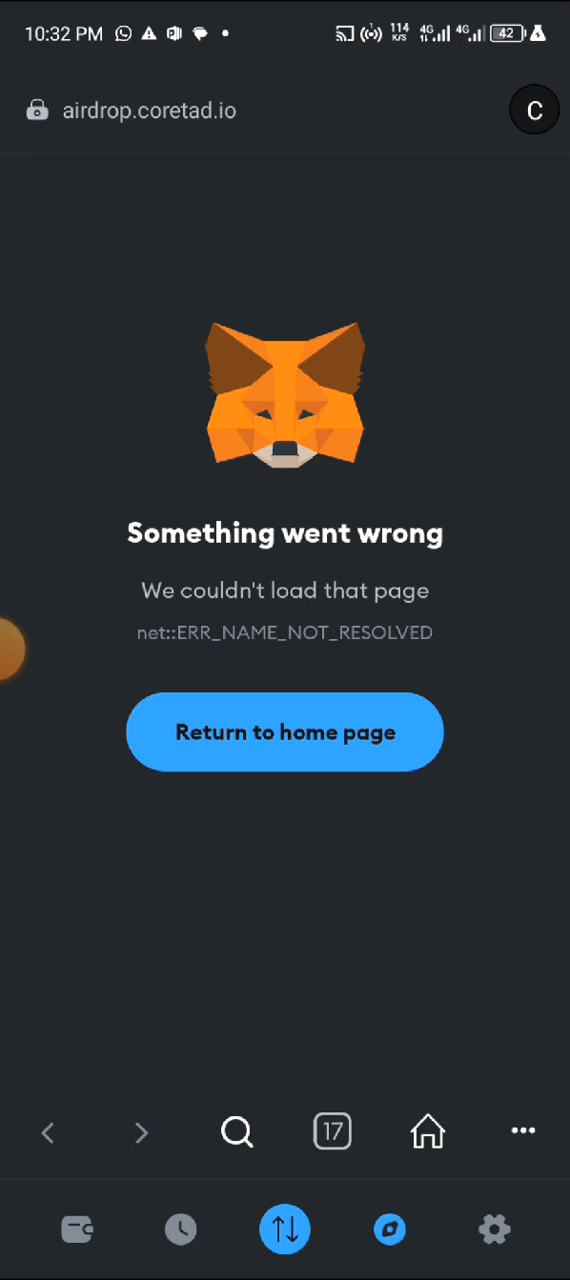 10:32 PM 114 K/S 4G 4G 42
airdrop.coretad.io C
Something went wrong
We couldn't load that page
net::ERR_NAME_NOT_RESOLVED
Return to home page
17